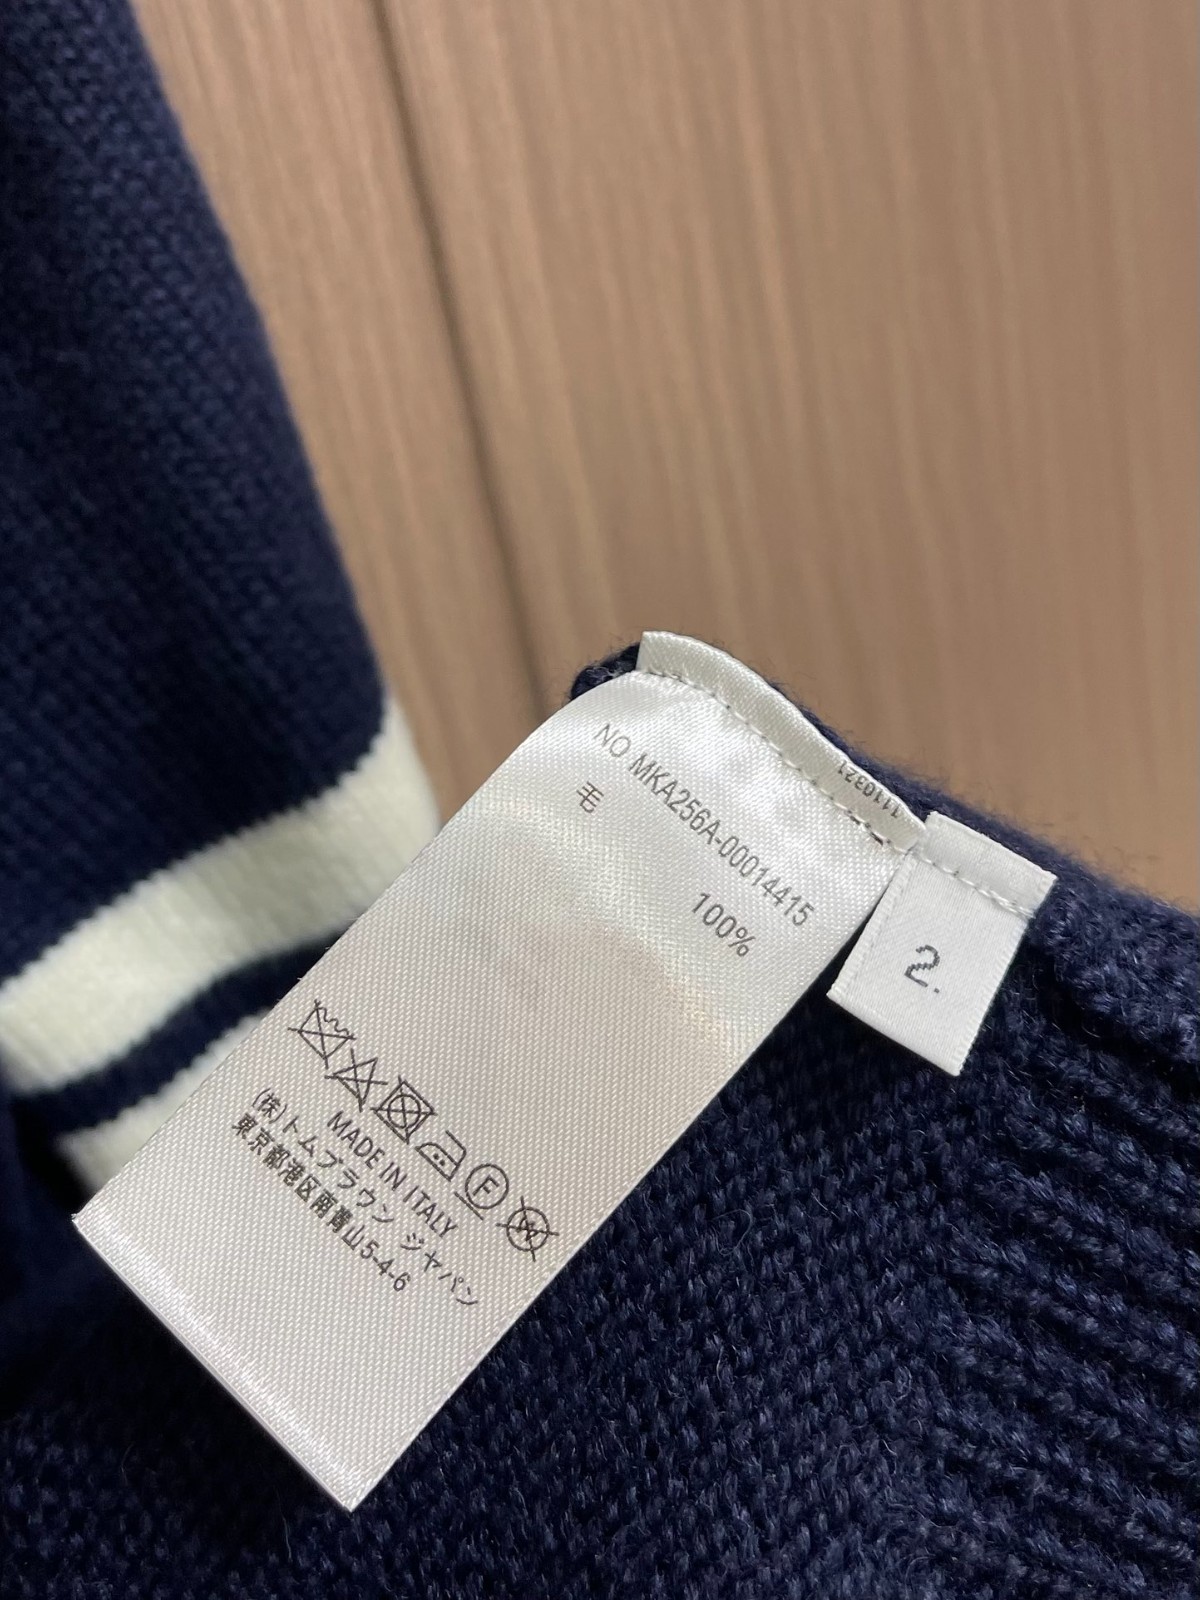 NO MKA256A-00014415
毛 100%
MADE IN ITALY
(株)トムブラウン ジャパン
東京都港区南青山5-4-6
1110321
2.